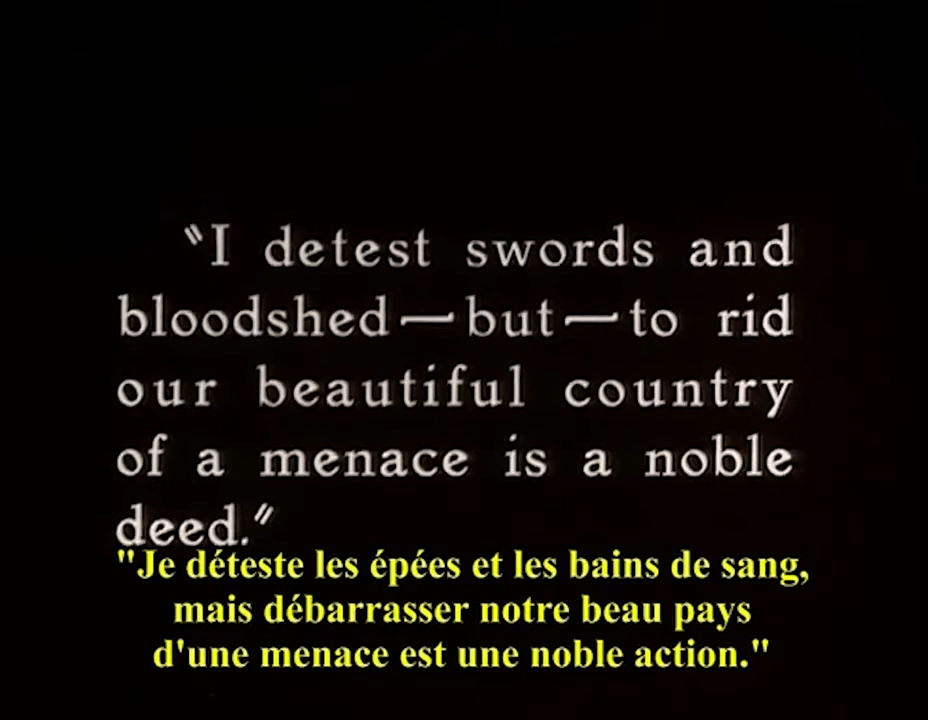 “I detest swords and
bloodshed — but — to rid
our beautiful country
of a menace is a noble
deed.”
"Je déteste les épées et les bains de sang,
mais débarrasser notre beau pays
d'une menace est une noble action."